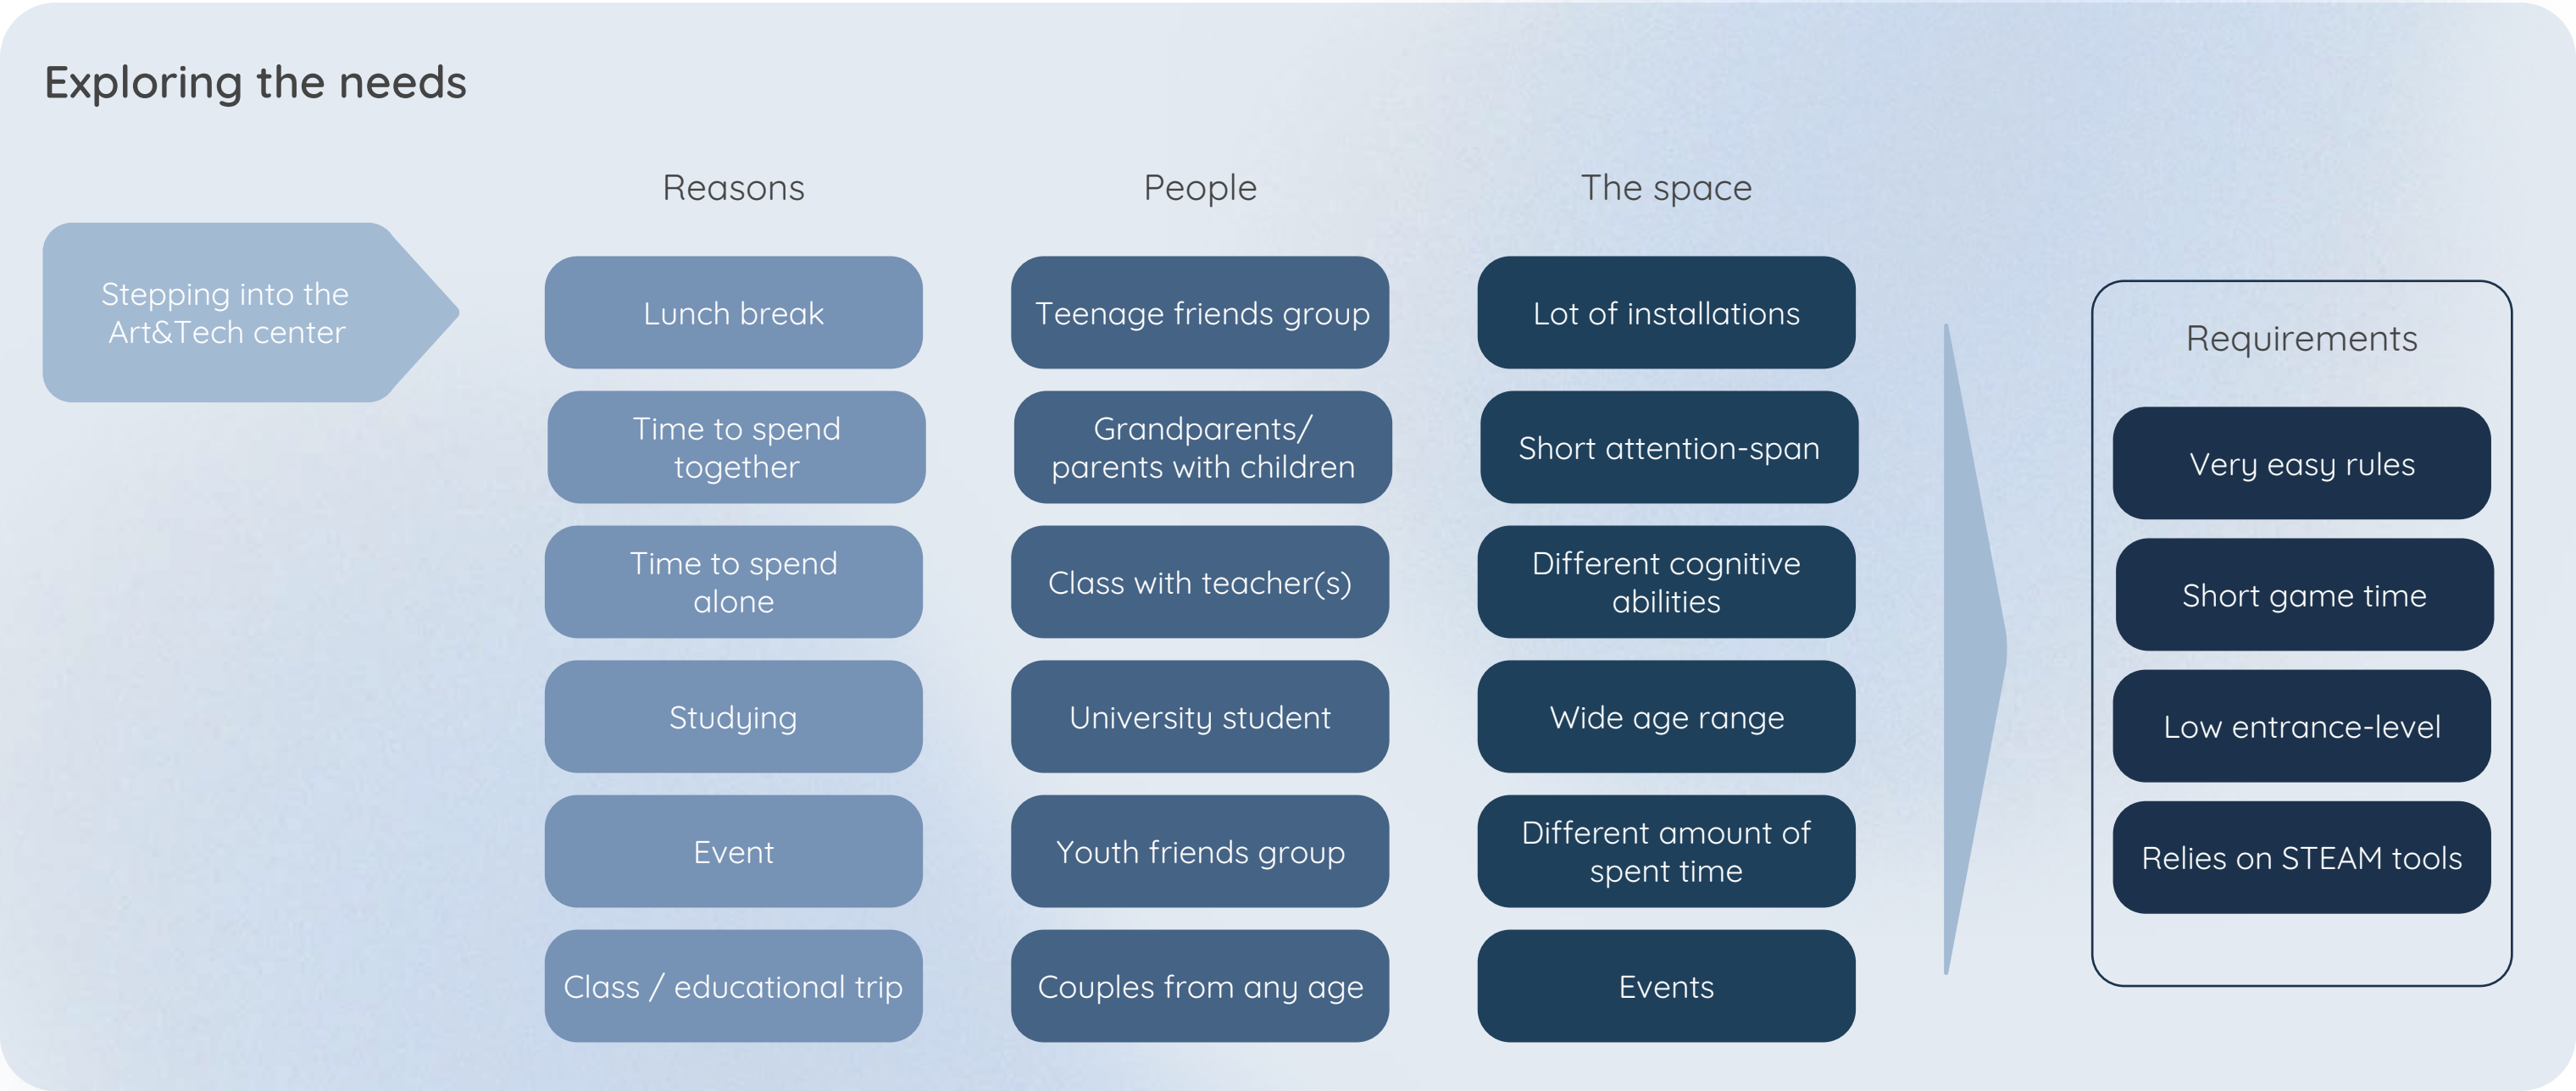 Exploring the needs
Stepping into the
Art&Tech center
Reasons
Lunch break
Time to spend
together
Time to spend
alone
Studying
Event
Class / educational trip
People
Teenage friends group
Grandparents/
parents with children
Class with teacher(s)
University student
Youth friends group
Couples from any age
The space
Lot of installations
Short attention-span
Different cognitive
abilities
Wide age range
Different amount of
spent time
Events
Requirements
Very easy rules
Short game time
Low entrance-level
Relies on STEAM tools